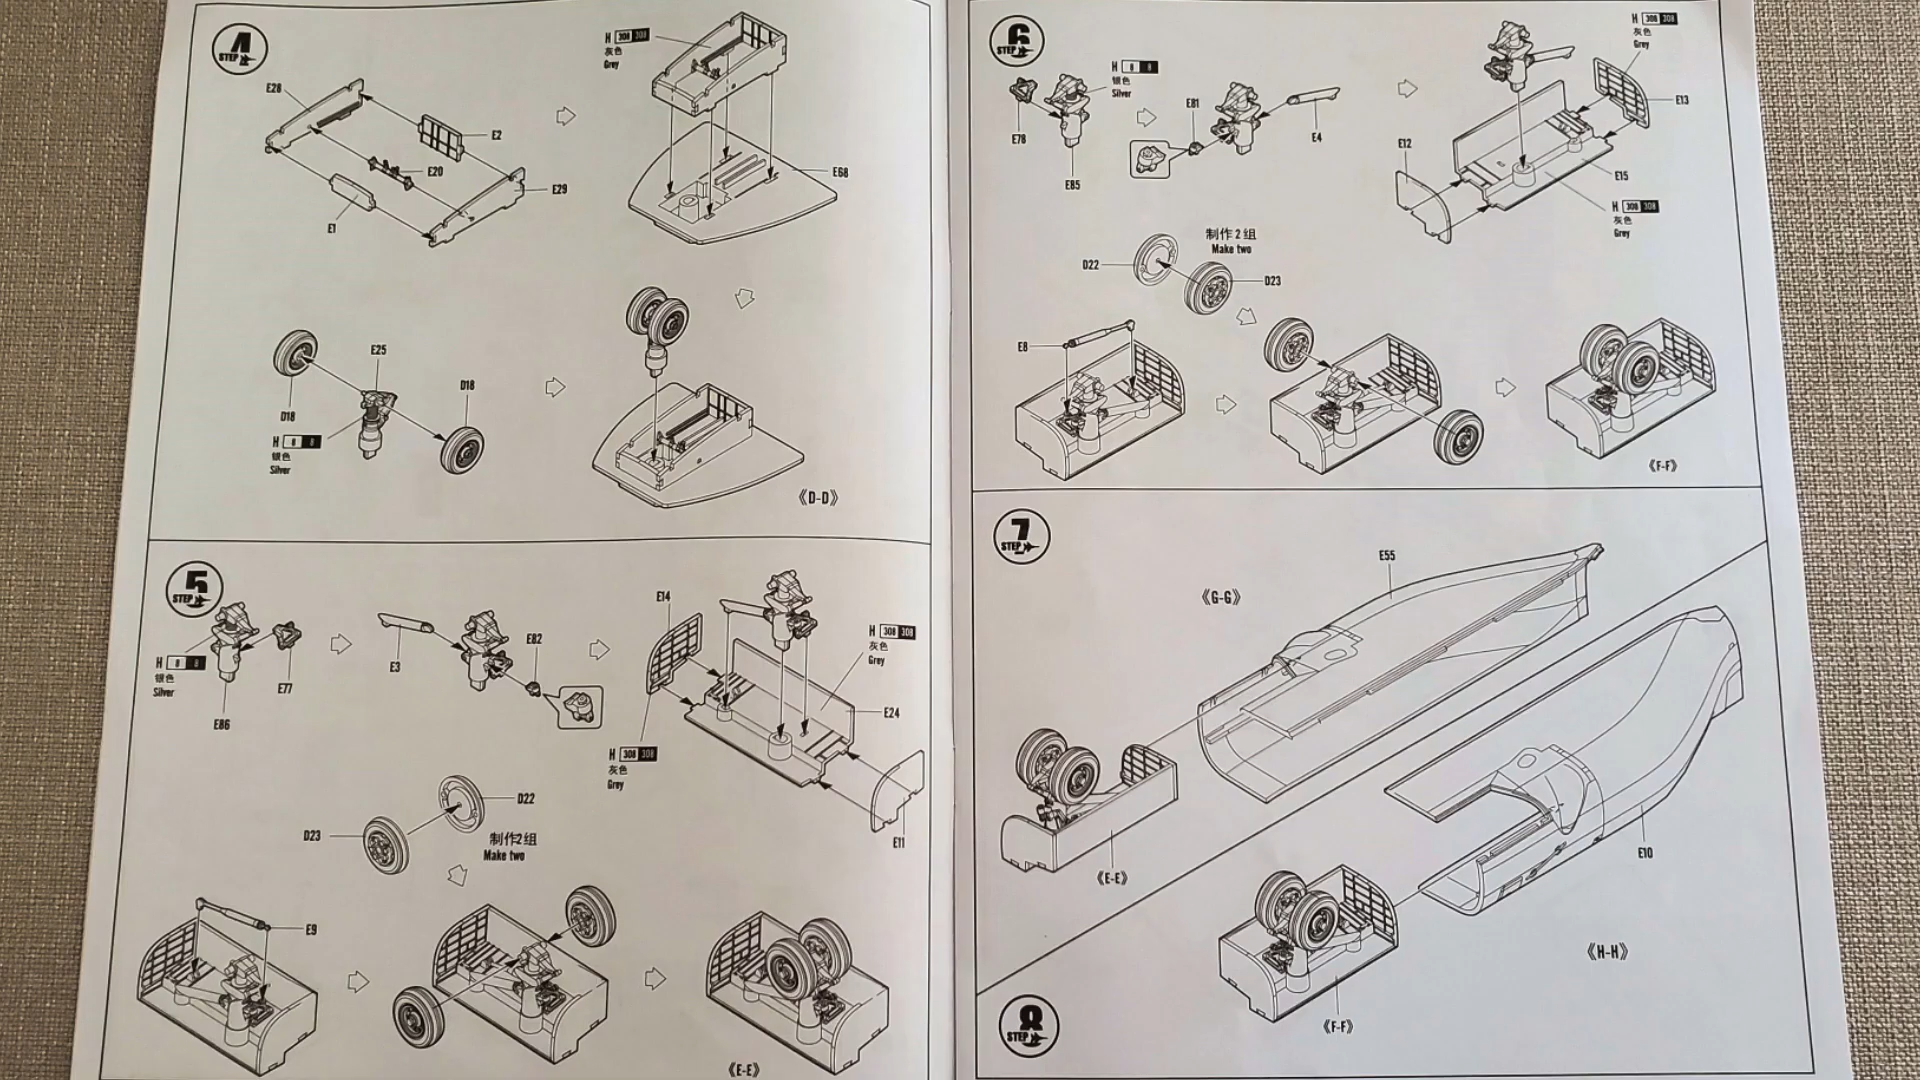 4
STEP
E28
E2
E20
E29
E1
H 308 308
灰色
Grey
E68
D18
E25
D18
H 8 8
银色
Silver
《D-D》
5
STEP
H 8 8
银色
Silver
E86
E77
E3
E82
E14
H 308 308
灰色
Grey
E24
H 308 308
灰色
Grey
E11
D22
D23
制作2组
Make two
E9
《E-E》
6
STEP
E78
H 8 8
银色
Silver
E85
E81
E4
H 308 308
灰色
Grey
E13
E12
E15
H 308 308
灰色
Grey
制作2组
Make two
D22
D23
E8
《F-F》
7
STEP
《G-G》
E55
《E-E》
E10
《H-H》
《F-F》
8
STEP